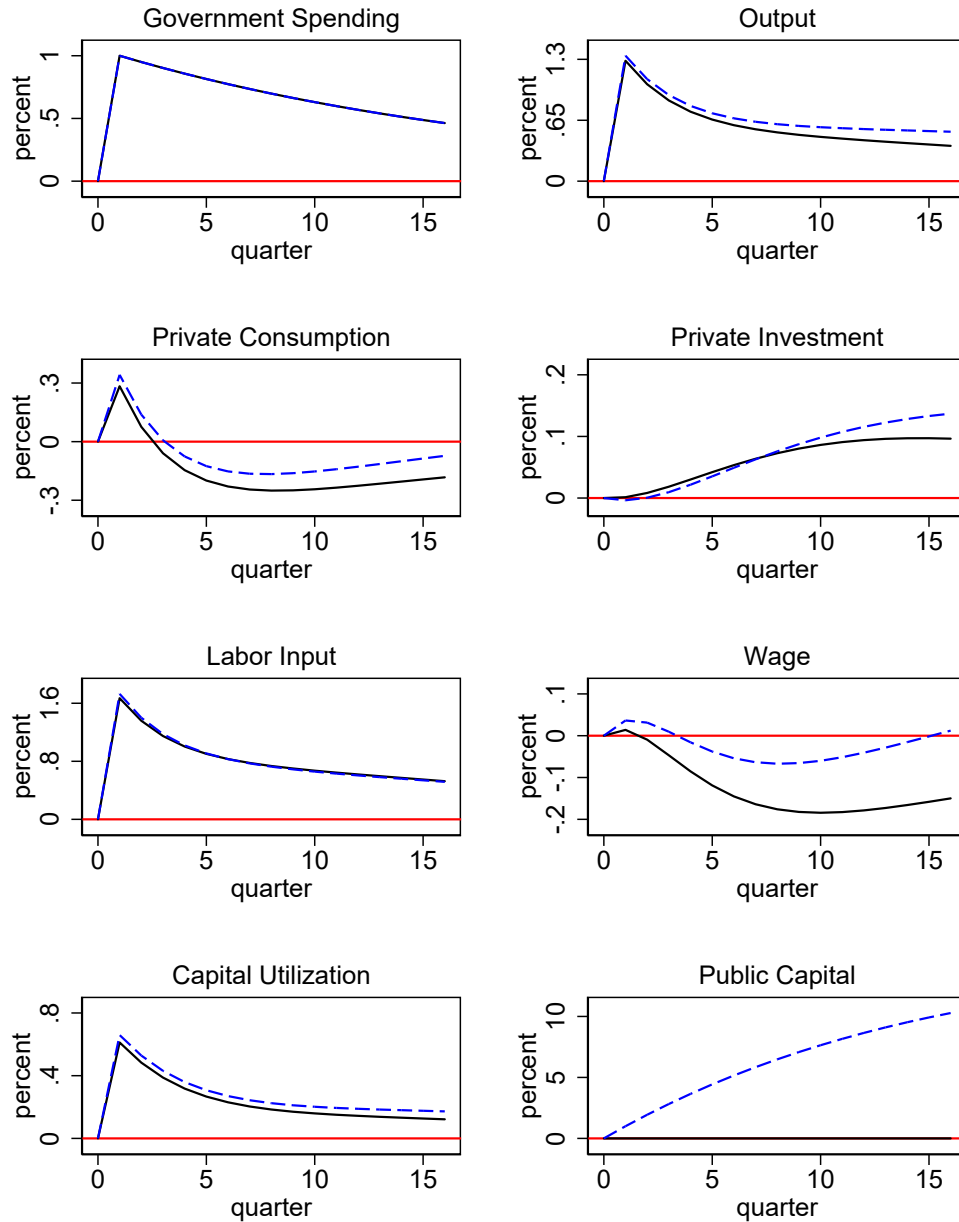 Government Spending
percent
0 .5 1
0 5 10 15
quarter
Output
percent
0 .65 1.3
0 5 10 15
quarter
Private Consumption
percent
-.3 0 .3
0 5 10 15
quarter
Private Investment
percent
0 .1 .2
0 5 10 15
quarter
Labor Input
percent
0 .8 1.6
0 5 10 15
quarter
Wage
percent
-.2 -.1 0 .1
0 5 10 15
quarter
Capital Utilization
percent
0 .4 .8
0 5 10 15
quarter
Public Capital
percent
0 5 10
0 5 10 15
quarter